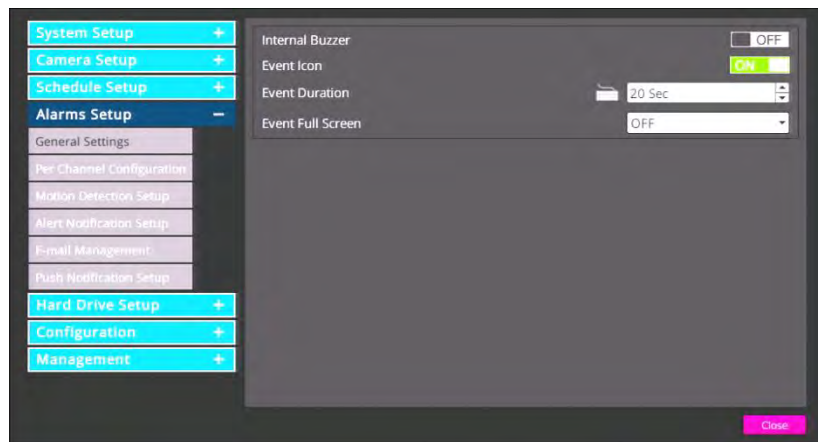 System Setup +
Camera Setup +
Schedule Setup +
Alarms Setup −
General Settings
Per Channel Configuration
Motion Detection Setup
Alert Notification Setup
E-mail Management
Push Notification Setup
Hard Drive Setup +
Configuration +
Management +
Internal Buzzer OFF
Event Icon ON
Event Duration 20 Sec
Event Full Screen OFF
Close